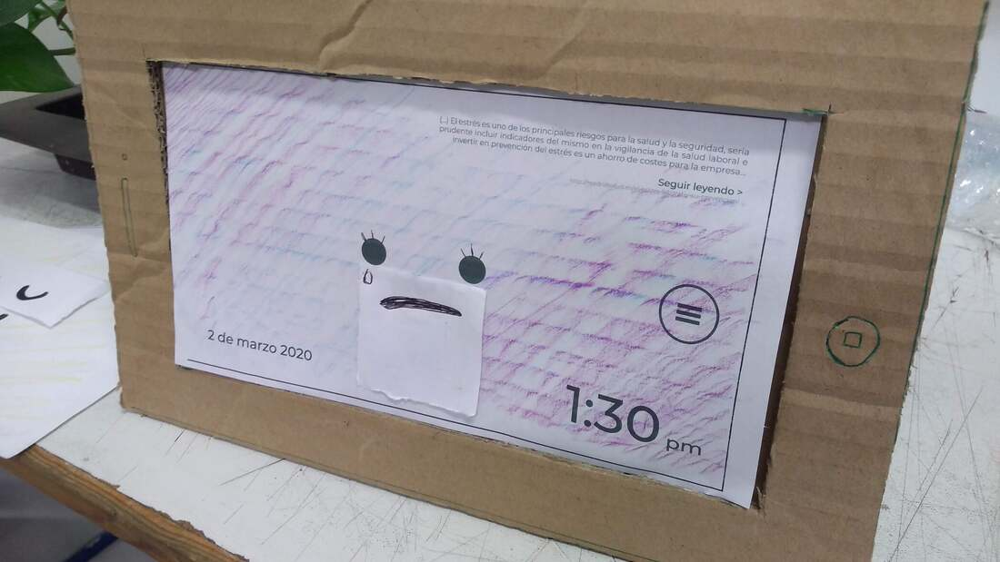 (...) El estrés es uno de los principales riesgos para la salud y la seguridad, sería
prudente incluir indicadores del mismo en la vigilancia de la salud laboral e
invertir en prevención del estrés es un ahorro de costes para la empresa...
Seguir leyendo >
2 de marzo 2020
1:30 pm